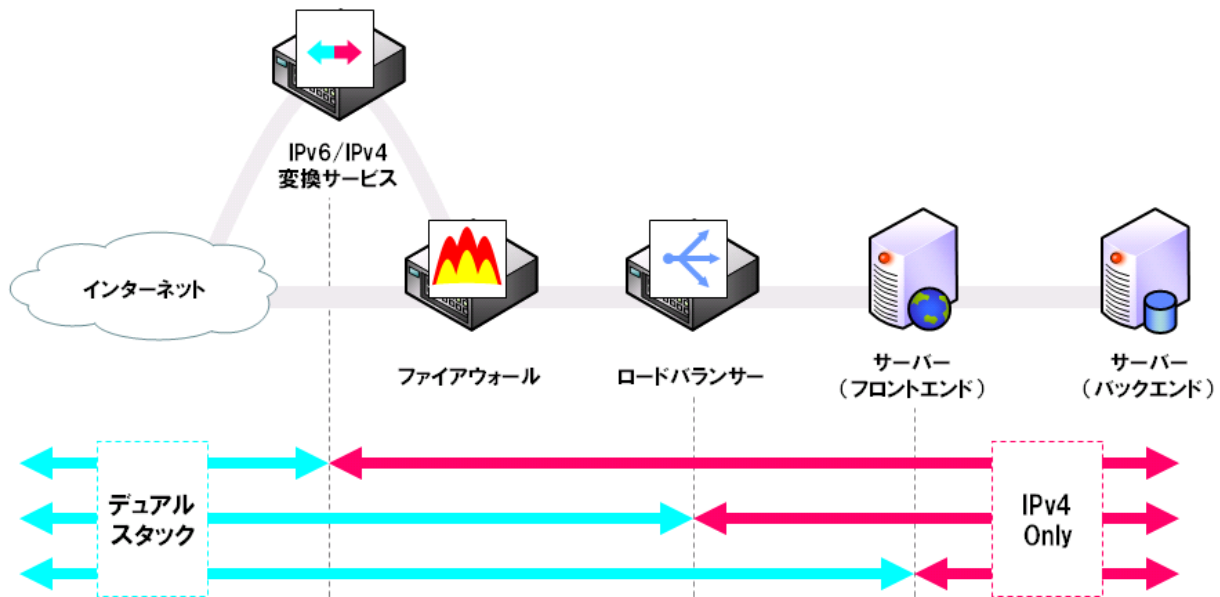 IPv6/IPv4
変換サービス
インターネット
ファイアウォール
ロードバランサー
サーバー
(フロントエンド)
サーバー
(バックエンド)
デュアル
スタック
IPv4
Only